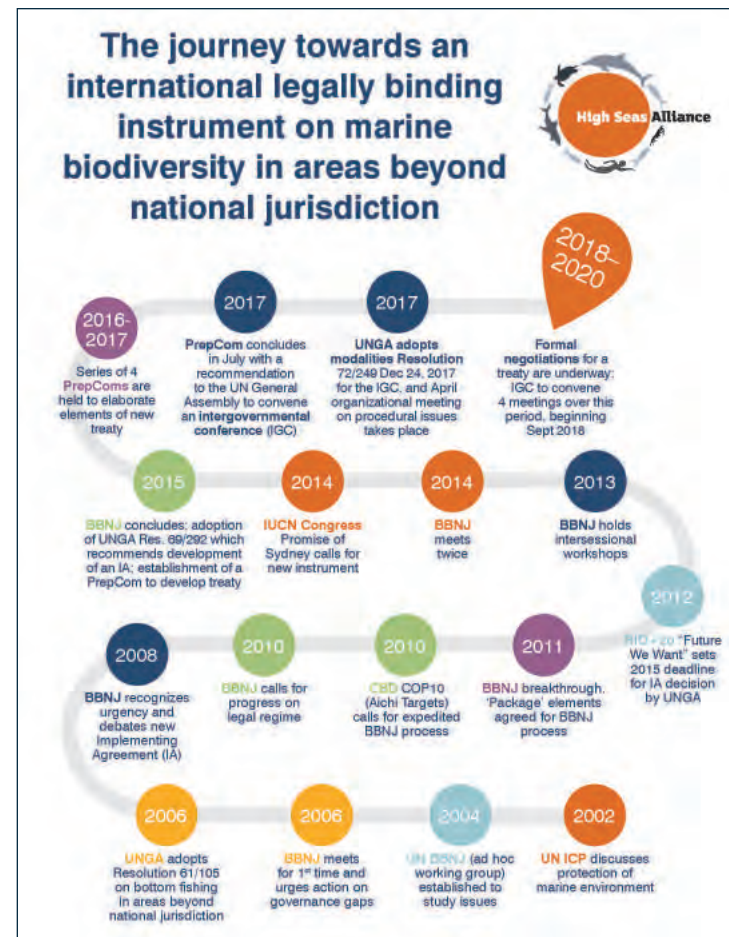 The journey towards an
international legally binding
instrument on marine
biodiversity in areas beyond
national jurisdiction
High Seas Alliance
2016-
2017
Series of 4
PrepComs are
held to elaborate
elements of new
treaty
2017
PrepCom concludes
in July with a
recommendation
to the UN General
Assembly to convene
an intergovernmental
conference (IGC)
2017
UNGA adopts
modalities Resolution
72/249 Dec 24, 2017
for the IGC, and April
organizational meeting
on procedural issues
takes place
2018–
2020
Formal
negotiations for a
treaty are underway:
IGC to convene
4 meetings over this
period, beginning
Sept 2018
2015
BBNJ concludes; adoption
of UNGA Res. 69/292 which
recommends development
of an IA; establishment of a
PrepCom to develop treaty
2014
IUCN Congress
Promise of
Sydney calls for
new instrument
2014
BBNJ
meets
twice
2013
BBNJ holds
intersessional
workshops
2008
BBNJ recognizes
urgency and
debates new
Implementing
Agreement (IA)
2010
BBNJ calls for
progress on
legal regime
2010
CBD COP10
(Aichi Targets)
calls for expedited
BBNJ process
2011
BBNJ breakthrough.
'Package' elements
agreed for BBNJ
process
2012
RIO+20 "Future
We Want" sets
2015 deadline
for IA decision
by UNGA
2006
UNGA adopts
Resolution 61/105
on bottom fishing
in areas beyond
national jurisdiction
2006
BBNJ meets
for 1st time and
urges action on
governance gaps
2004
UN BBNJ (ad hoc
working group)
established to
study issues
2002
UN ICP discusses
protection of
marine environment